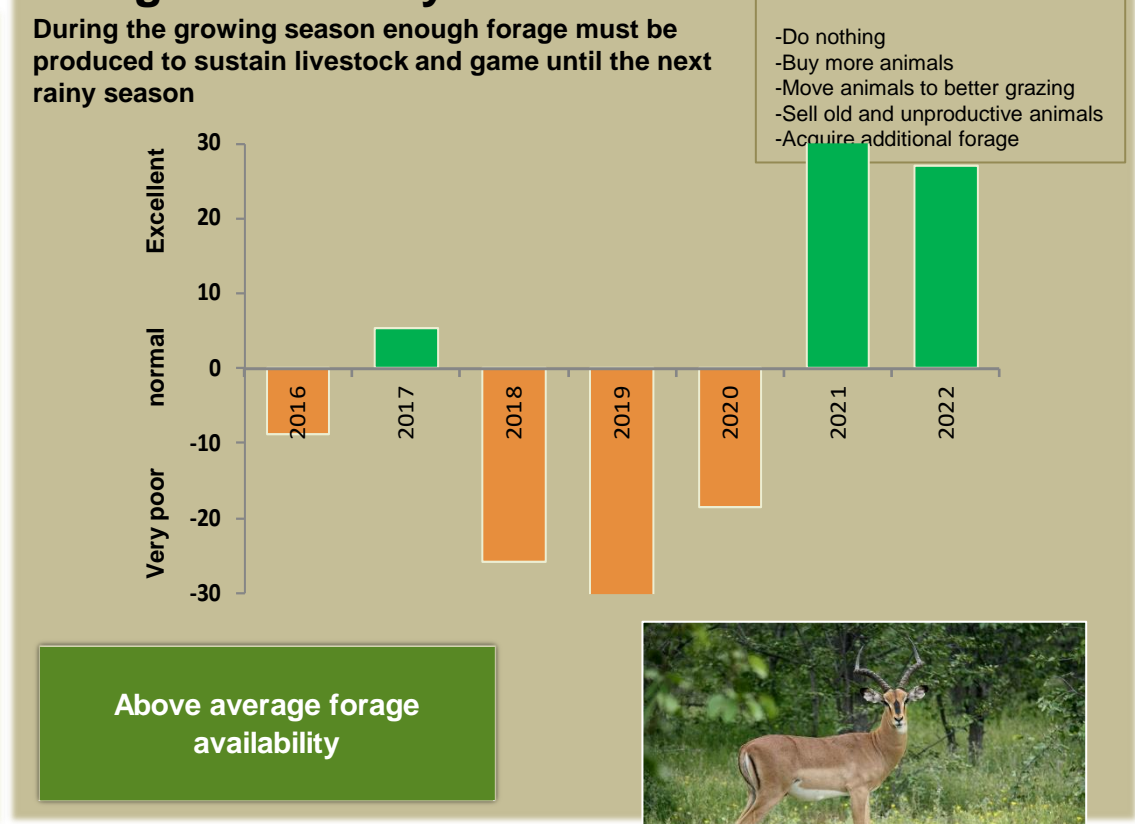 During the growing season enough forage must be
produced to sustain livestock and game until the next
rainy season
-Do nothing
-Buy more animals
-Move animals to better grazing
-Sell old and unproductive animals
-Acquire additional forage
Excellent
normal
Very poor
30
20
10
0
-10
-20
-30
2016
2017
2018
2019
2020
2021
2022
Above average forage
availability